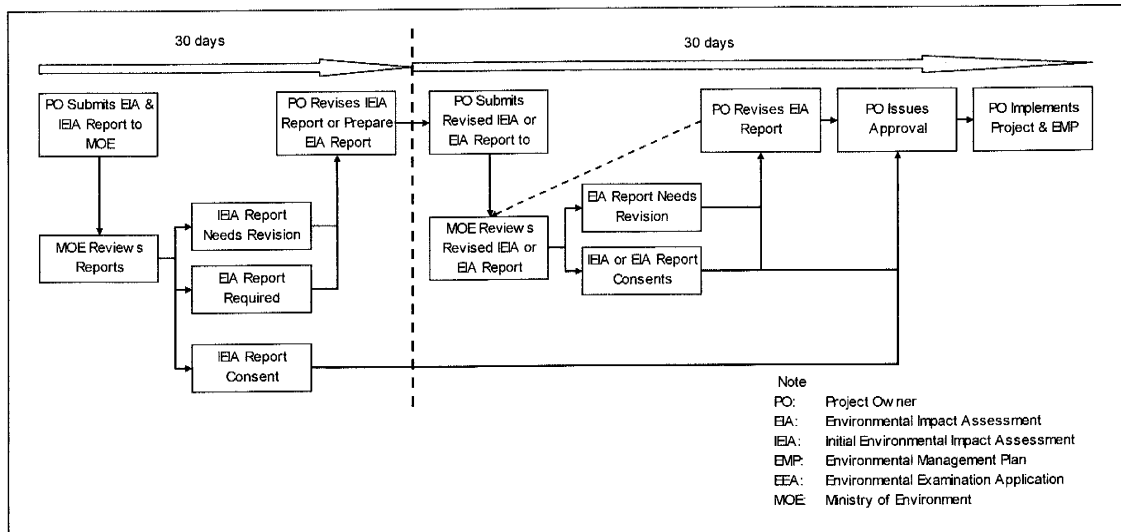 30 days
30 days
PO Submits EIA &
IEIA Report to
MOE
PO Revises IEIA
Report or Prepare
EIA Report
PO Submits
Revised IEIA or
EIA Report to
PO Revises EIA
Report
PO Issues
Approval
PO Implements
Project & EMP
MOE Review's
Reports
IEIA Report
Needs Revision
EIA Report
Required
IEIA Report
Consent
MOE Review's
Revised IEIA or
EIA Report
EIA Report Needs
Revision
IEIA or EIA Report
Consents
Note
PO: Project Owner
EIA: Environmental Impact Assessment
IEIA: Initial Environmental Impact Assessment
EMP: Environmental Management Plan
EEA: Environmental Examination Application
MOE: Ministry of Environment